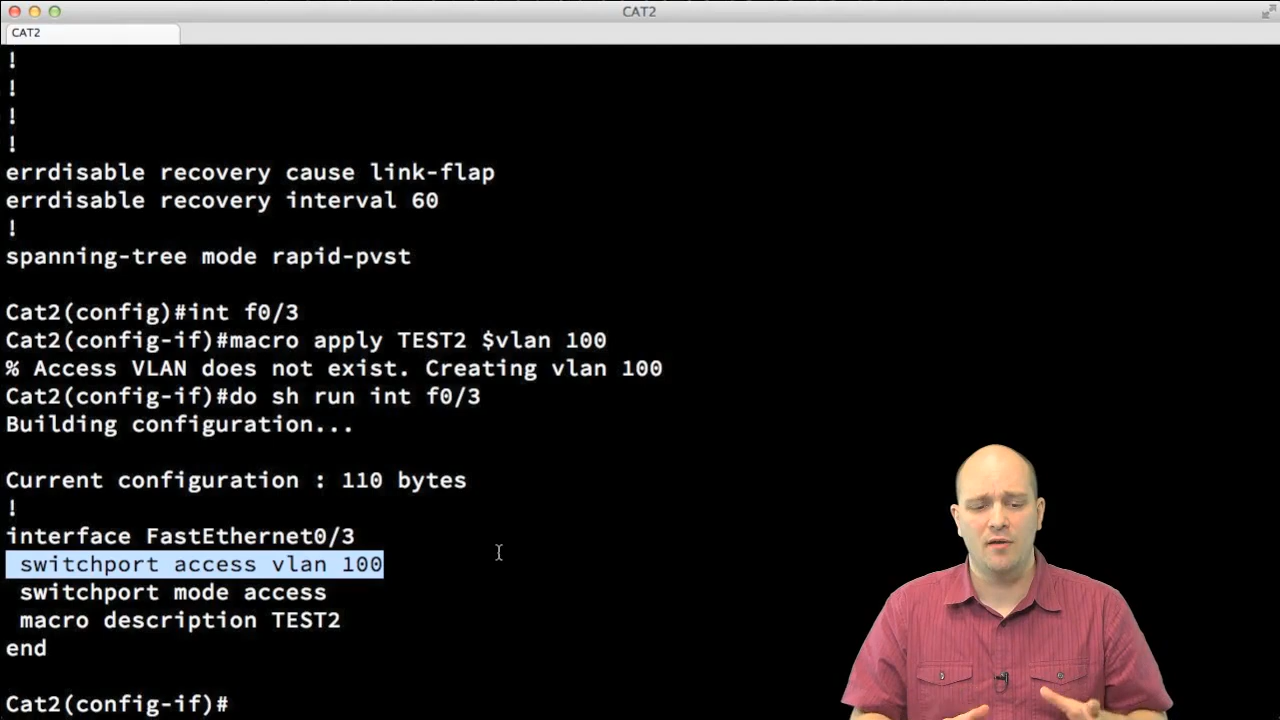 CAT2
CAT2
!
!
!
!
errdisable recovery cause link-flap
errdisable recovery interval 60
!
spanning-tree mode rapid-pvst
Cat2(config)#int f0/3
Cat2(config-if)#macro apply TEST2 $vlan 100
% Access VLAN does not exist. Creating vlan 100
Cat2(config-if)#do sh run int f0/3
Building configuration...
Current configuration : 110 bytes
!
interface FastEthernet0/3
switchport access vlan 100
switchport mode access
macro description TEST2
end
Cat2(config-if)#